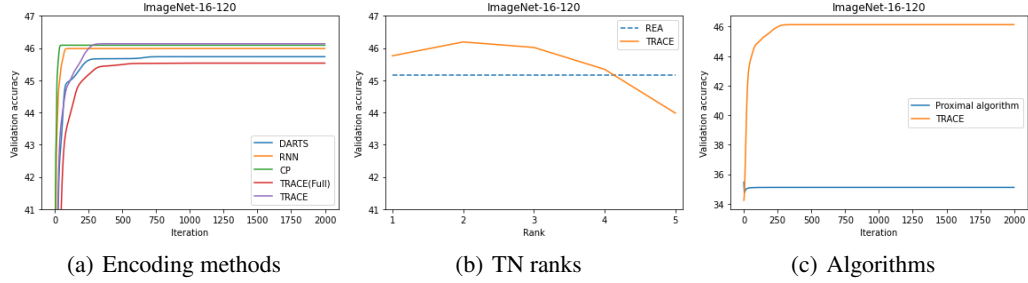 ImageNet-16-120
47
46
45
44
43
42
41
Validation accuracy
0
250
500
750
1000
1250
1500
1750
2000
Iteration
DARTS
RNN
CP
TRACE(Full)
TRACE
(a) Encoding methods
ImageNet-16-120
47
46
45
44
43
42
41
Validation accuracy
1
2
3
4
5
Rank
REA
TRACE
(b) TN ranks
ImageNet-16-120
46
44
42
40
38
36
34
Validation accuracy
0
250
500
750
1000
1250
1500
1750
2000
Iteration
Proximal algorithm
TRACE
(c) Algorithms